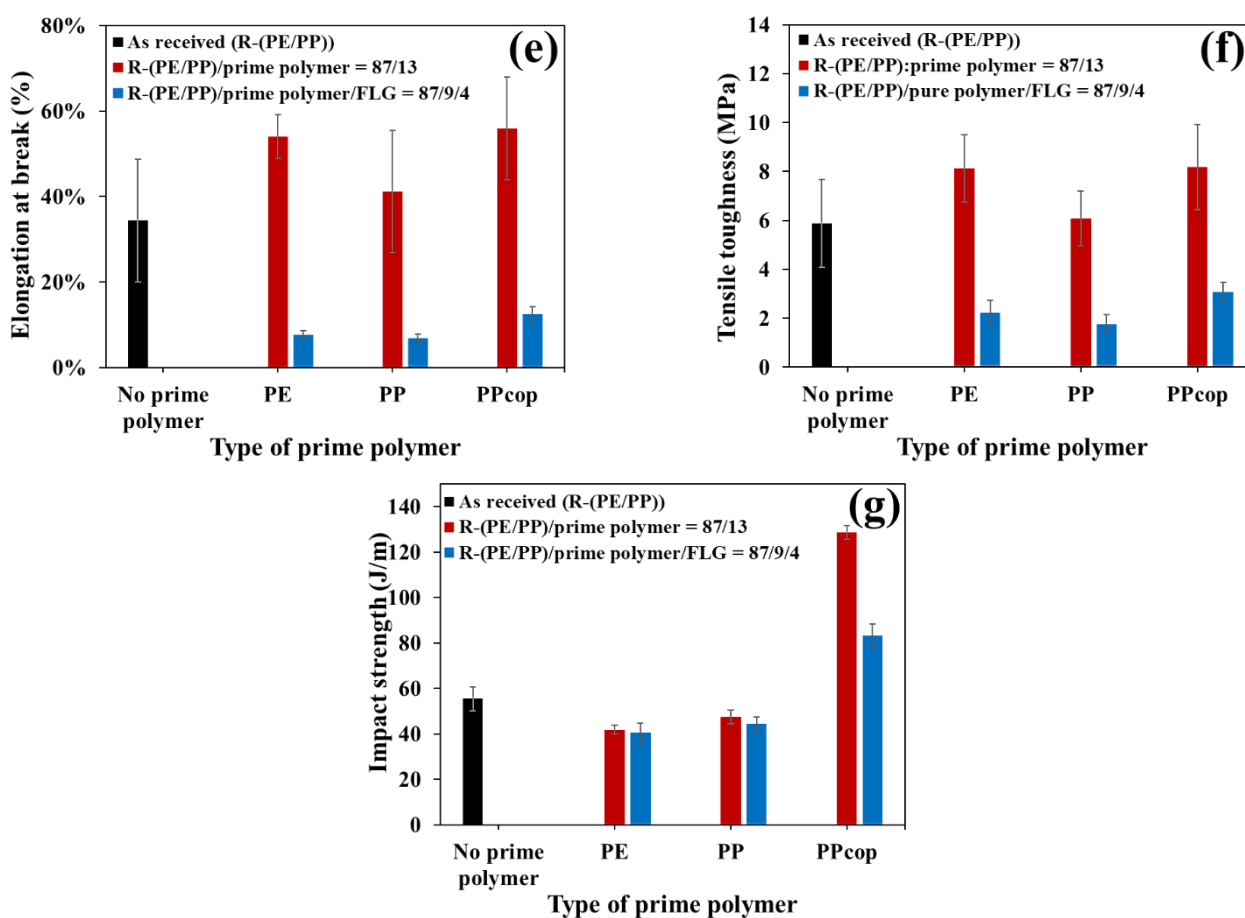 (e)
As received (R-(PE/PP))
R-(PE/PP)/prime polymer = 87/13
R-(PE/PP)/prime polymer/FLG = 87/9/4
Elongation at break (%)
80%
60%
40%
20%
0%
No prime
polymer
PE
PP
PPcop
Type of prime polymer
(f)
As received (R-(PE/PP))
R-(PE/PP):prime polymer = 87/13
R-(PE/PP)/pure polymer/FLG = 87/9/4
Tensile toughness (MPa)
14
12
10
8
6
4
2
0
No prime
polymer
PE
PP
PPcop
Type of prime polymer
(g)
As received (R-(PE/PP))
R-(PE/PP)/prime polymer = 87/13
R-(PE/PP)/prime polymer/FLG = 87/9/4
Impact strength (J/m)
140
120
100
80
60
40
20
0
No prime
polymer
PE
PP
PPcop
Type of prime polymer